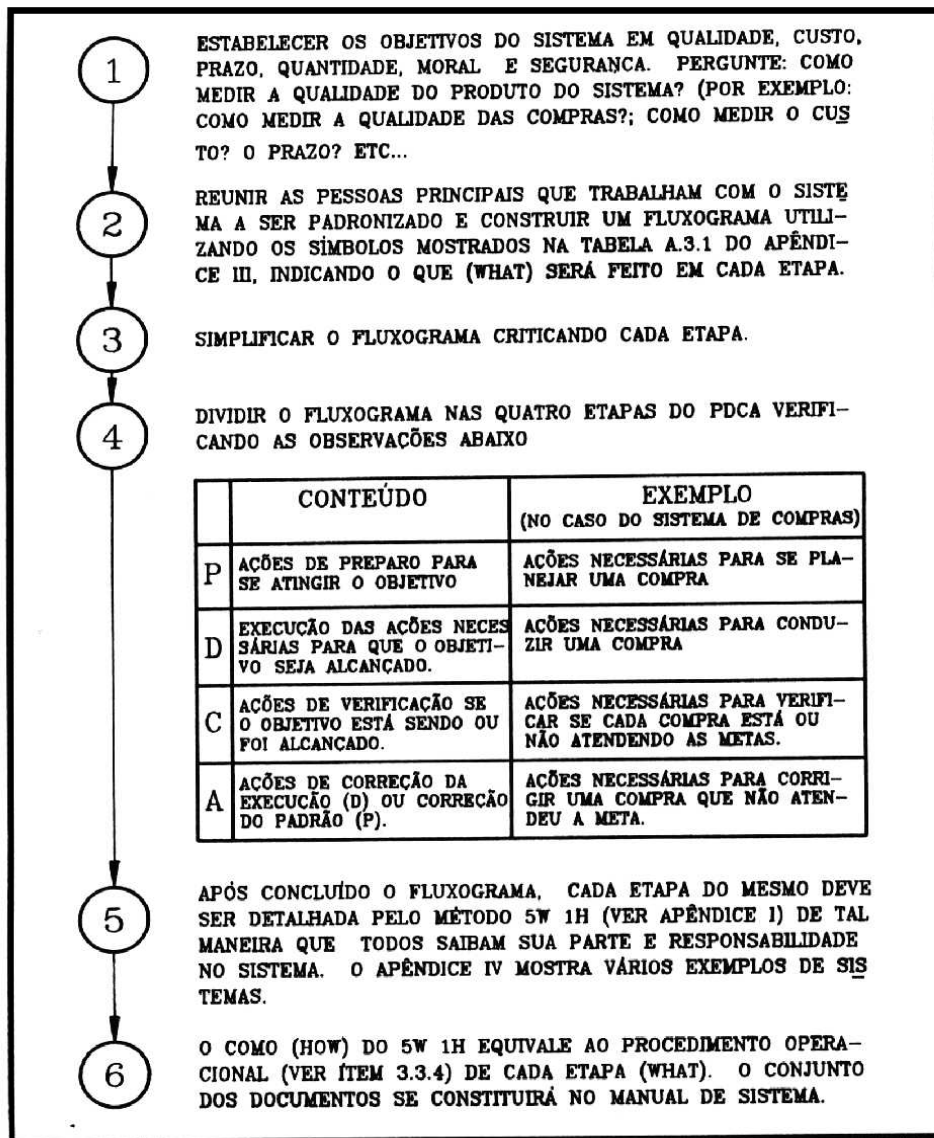 1
ESTABELECER OS OBJETIVOS DO SISTEMA EM QUALIDADE, CUSTO,
PRAZO, QUANTIDADE, MORAL E SEGURANCA. PERGUNTE: COMO
MEDIR A QUALIDADE DO PRODUTO DO SISTEMA? (POR EXEMPLO:
COMO MEDIR A QUALIDADE DAS COMPRAS?; COMO MEDIR O CUS
TO? O PRAZO? ETC...
2
REUNIR AS PESSOAS PRINCIPAIS QUE TRABALHAM COM O SISTE
MA A SER PADRONIZADO E CONSTRUIR UM FLUXOGRAMA UTILI-
ZANDO OS SÍMBOLOS MOSTRADOS NA TABELA A.3.1 DO APÊNDI-
CE III, INDICANDO O QUE (WHAT) SERÁ FEITO EM CADA ETAPA.
3
SIMPLIFICAR O FLUXOGRAMA CRITICANDO CADA ETAPA.
4
DIVIDIR O FLUXOGRAMA NAS QUATRO ETAPAS DO PDCA VERIFI-
CANDO AS OBSERVAÇÕES ABAIXO
CONTEÚDO
EXEMPLO
(NO CASO DO SISTEMA DE COMPRAS)
P
AÇÕES DE PREPARO PARA
SE ATINGIR O OBJETIVO
AÇÕES NECESSÁRIAS PARA SE PLA-
NEJAR UMA COMPRA
D
EXECUÇÃO DAS AÇÕES NECES
SÁRIAS PARA QUE O OBJETI-
VO SEJA ALCANÇADO.
AÇÕES NECESSÁRIAS PARA CONDU-
ZIR UMA COMPRA
C
AÇÕES DE VERIFICAÇÃO SE
O OBJETIVO ESTÁ SENDO OU
FOI ALCANÇADO.
AÇÕES NECESSÁRIAS PARA VERIFI-
CAR SE CADA COMPRA ESTÁ OU
NÃO ATENDENDO AS METAS.
A
AÇÕES DE CORREÇÃO DA
EXECUÇÃO (D) OU CORREÇÃO
DO PADRÃO (P).
AÇÕES NECESSÁRIAS PARA CORRI-
GIR UMA COMPRA QUE NÃO ATEN-
DEU A META.
5
APÓS CONCLUÍDO O FLUXOGRAMA, CADA ETAPA DO MESMO DEVE
SER DETALHADA PELO MÉTODO 5W 1H (VER APÊNDICE I) DE TAL
MANEIRA QUE TODOS SAIBAM SUA PARTE E RESPONSABILIDADE
NO SISTEMA. O APÊNDICE IV MOSTRA VÁRIOS EXEMPLOS DE SIS
TEMAS.
6
O COMO (HOW) DO 5W 1H EQUIVALE AO PROCEDIMENTO OPERA-
CIONAL (VER ÍTEM 3.3.4) DE CADA ETAPA (WHAT). O CONJUNTO
DOS DOCUMENTOS SE CONSTITUIRÁ NO MANUAL DE SISTEMA.